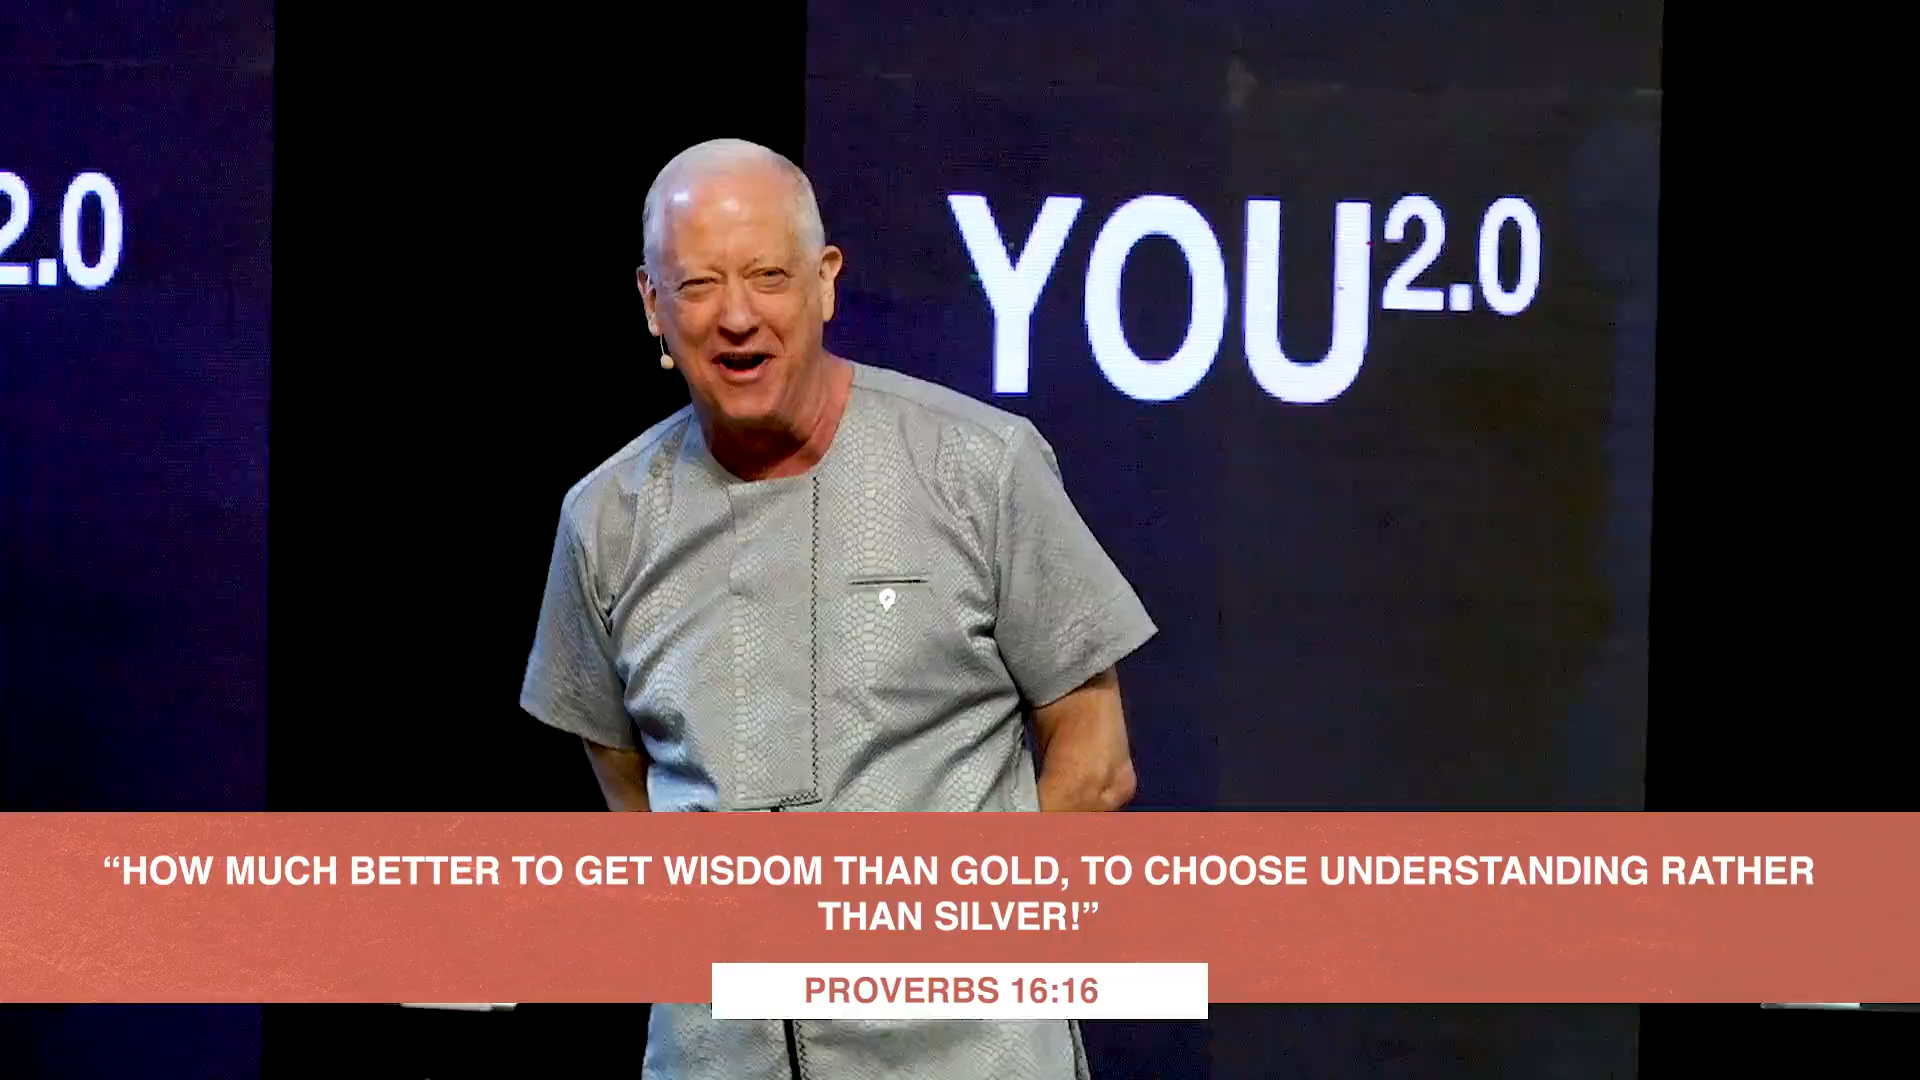 2.0
YOU2.0
“HOW MUCH BETTER TO GET WISDOM THAN GOLD, TO CHOOSE UNDERSTANDING RATHER
THAN SILVER!”
PROVERBS 16:16